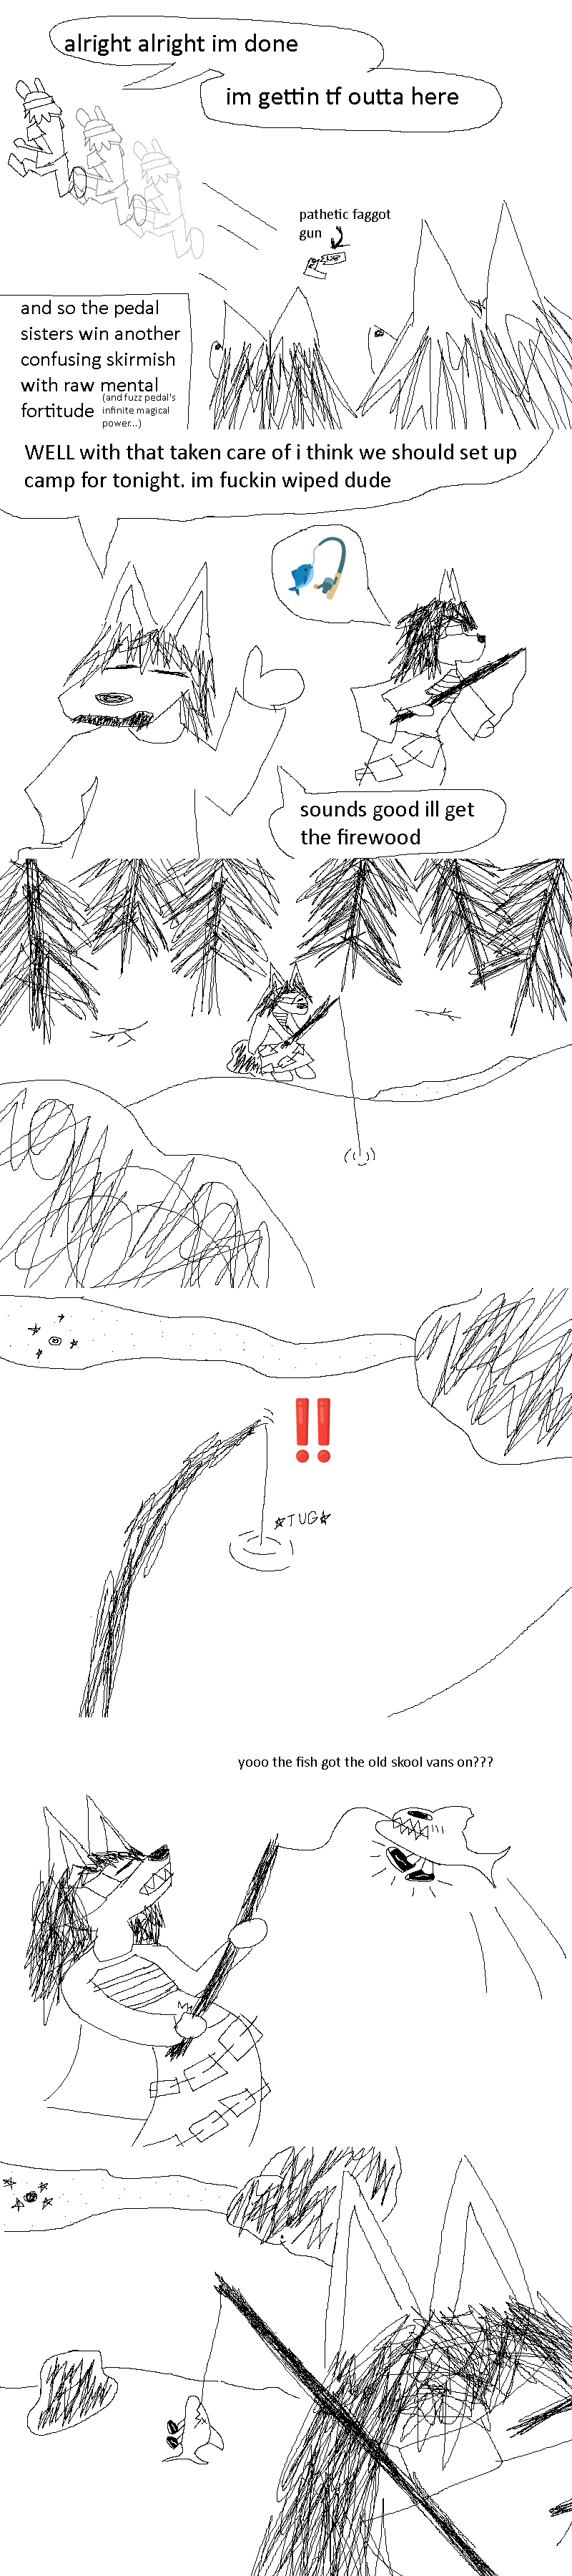 alright alright im done
im gettin tf outta here
pathetic faggot
gun
and so the pedal
sisters win another
confusing skirmish
with raw mental
fortitude (and fuzz pedal's
infinite magical
power...)
WELL with that taken care of i think we should set up
camp for tonight. im fuckin wiped dude
sounds good ill get
the firewood
*TUG*
yooo the fish got the old skool vans on???